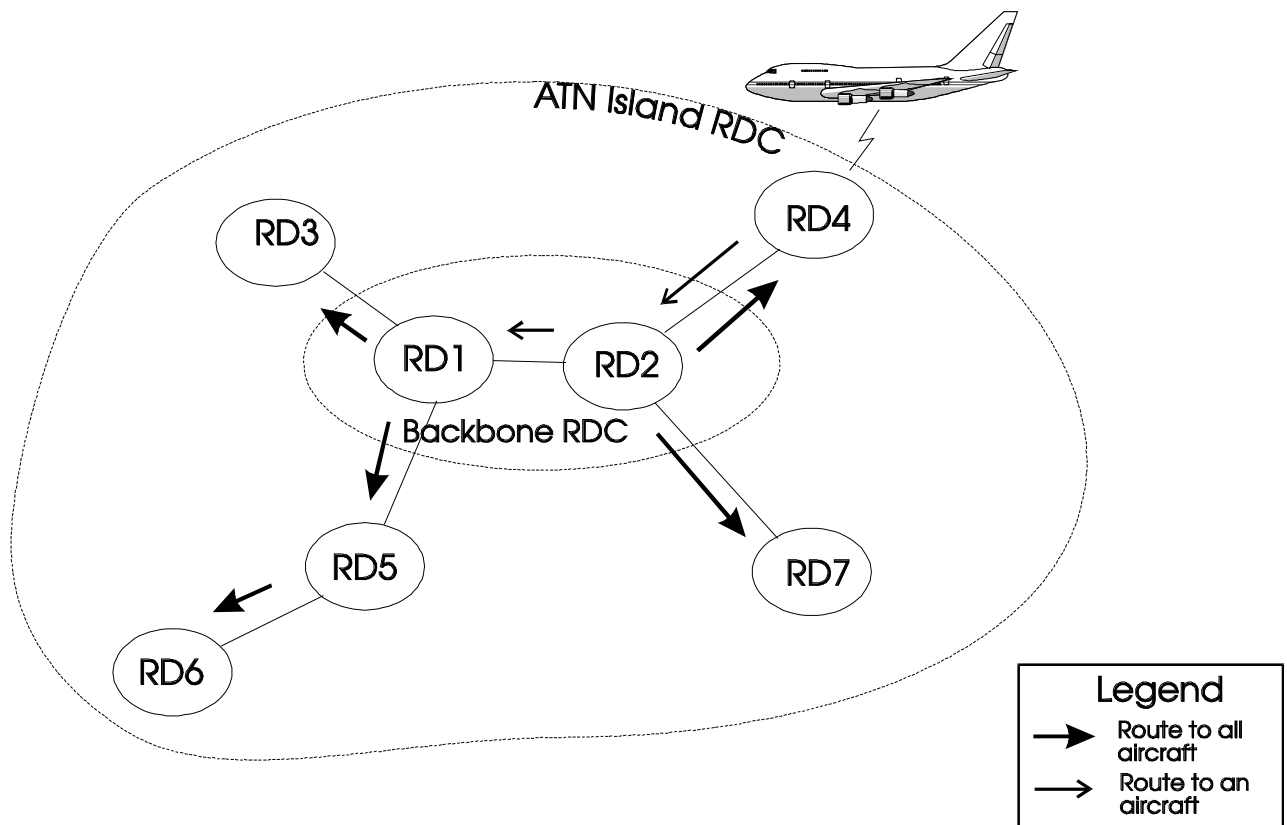 ATN Island RDC
RD4
RD3
RD1
RD2
Backbone RDC
RD5
RD7
RD6
Legend
Route to all
aircraft
Route to an
aircraft